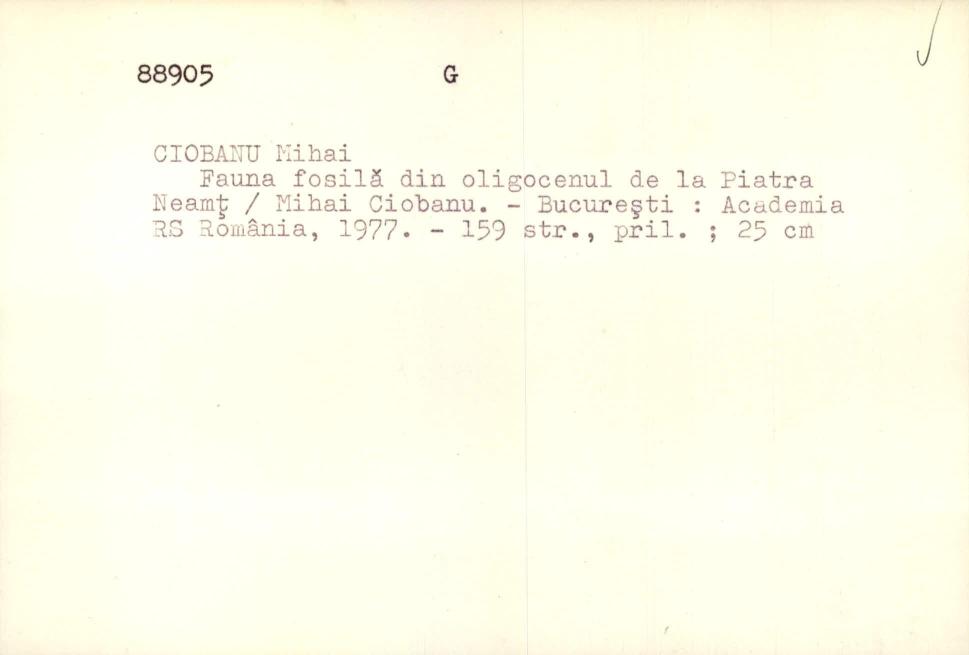 88905 G
CIOBANU Mihai
Fauna fosilă din oligocenul de la Piatra
Neamţ / Mihai Ciobanu. - Bucureşti : Academia
RS România, 1977. - 159 str., pril. ; 25 cm